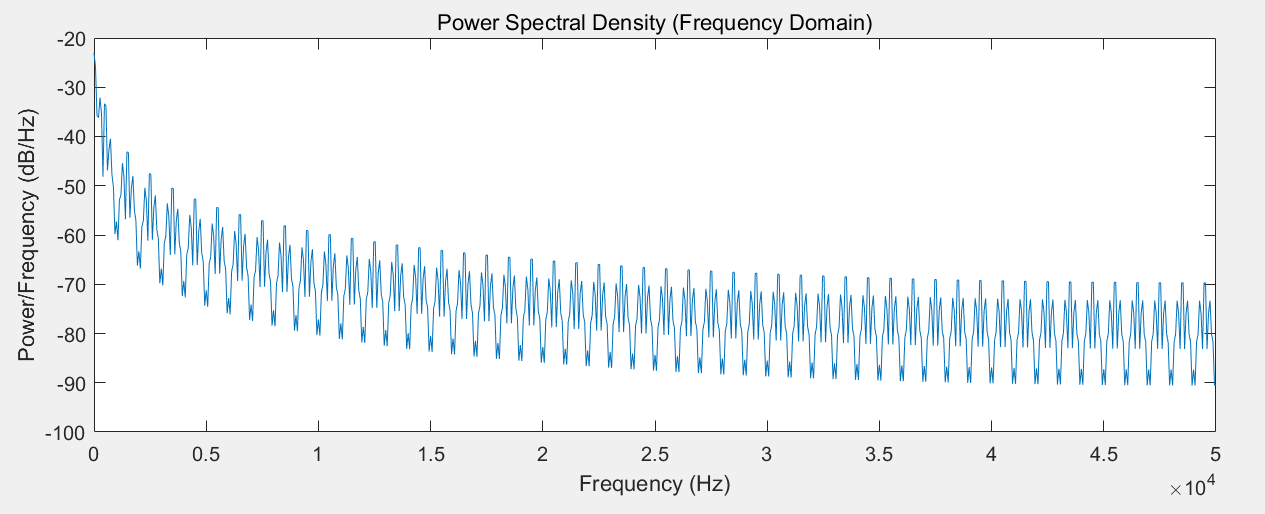 Power Spectral Density (Frequency Domain)
Power/Frequency (dB/Hz)
-20
-30
-40
-50
-60
-70
-80
-90
-100
0 0.5 1 1.5 2 2.5 3 3.5 4 4.5 5
Frequency (Hz)
×10⁴